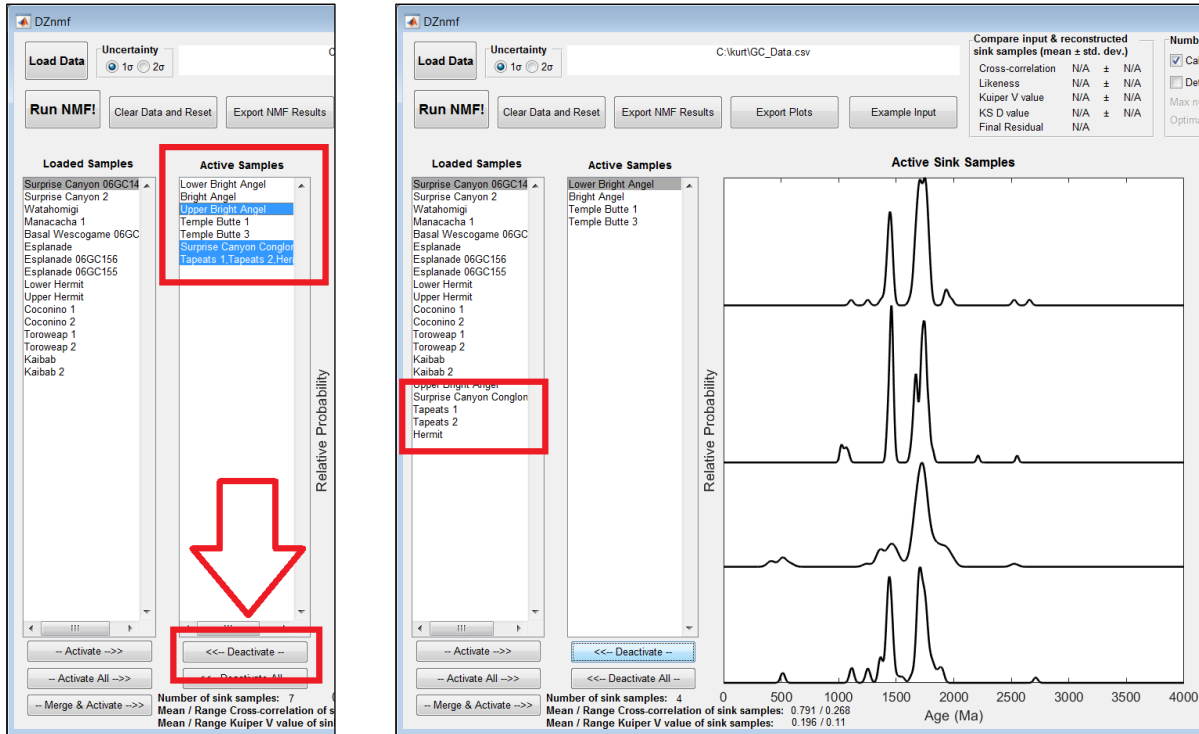 DZnmf
Load Data
Uncertainty
1σ 2σ
Run NMF!
Clear Data and Reset
Export NMF Results
Loaded Samples
Surprise Canyon 06GC14
Surprise Canyon 2
Watahomigi
Manacacha 1
Basal Wescogame 06GC
Esplanade
Esplanade 06GC156
Esplanade 06GC155
Lower Hermit
Upper Hermit
Coconino 1
Coconino 2
Toroweap 1
Toroweap 2
Kaibab
Kaibab 2
Active Samples
Lower Bright Angel
Bright Angel
Upper Bright Angel
Temple Butte 1
Temple Butte 3
Surprise Canyon Conglor
Tapeats 1,Tapeats 2,Her
Relative Probability
-- Activate -->>
<<-- Deactivate --
-- Activate All -->>
<<-- Deactivate All --
-- Merge & Activate -->>
Number of sink samples: 7
Mean / Range Cross-correlation of s
Mean / Range Kuiper V value of sin
DZnmf
Load Data
Uncertainty
1σ 2σ
C:\kurt\GC_Data.csv
Run NMF!
Clear Data and Reset
Export NMF Results
Export Plots
Example Input
Compare input & reconstructed
sink samples (mean ± std. dev.)
Cross-correlation N/A ± N/A
Likeness N/A ± N/A
Kuiper V value N/A ± N/A
KS D value N/A ± N/A
Final Residual N/A
Numb
Cal
Det
Max n
Optima
Loaded Samples
Surprise Canyon 06GC14
Surprise Canyon 2
Watahomigi
Manacacha 1
Basal Wescogame 06GC
Esplanade
Esplanade 06GC156
Esplanade 06GC155
Lower Hermit
Upper Hermit
Coconino 1
Coconino 2
Toroweap 1
Toroweap 2
Kaibab
Kaibab 2
Upper Bright Angel
Surprise Canyon Conglon
Tapeats 1
Tapeats 2
Hermit
Active Samples
Lower Bright Angel
Bright Angel
Temple Butte 1
Temple Butte 3
Active Sink Samples
Relative Probability
0 500 1000 1500 2000 2500 3000 3500 4000
Age (Ma)
-- Activate -->>
<<-- Deactivate --
-- Activate All -->>
<<-- Deactivate All --
-- Merge & Activate -->>
Number of sink samples: 4
Mean / Range Cross-correlation of sink samples: 0.791 / 0.268
Mean / Range Kuiper V value of sink samples: 0.196 / 0.11